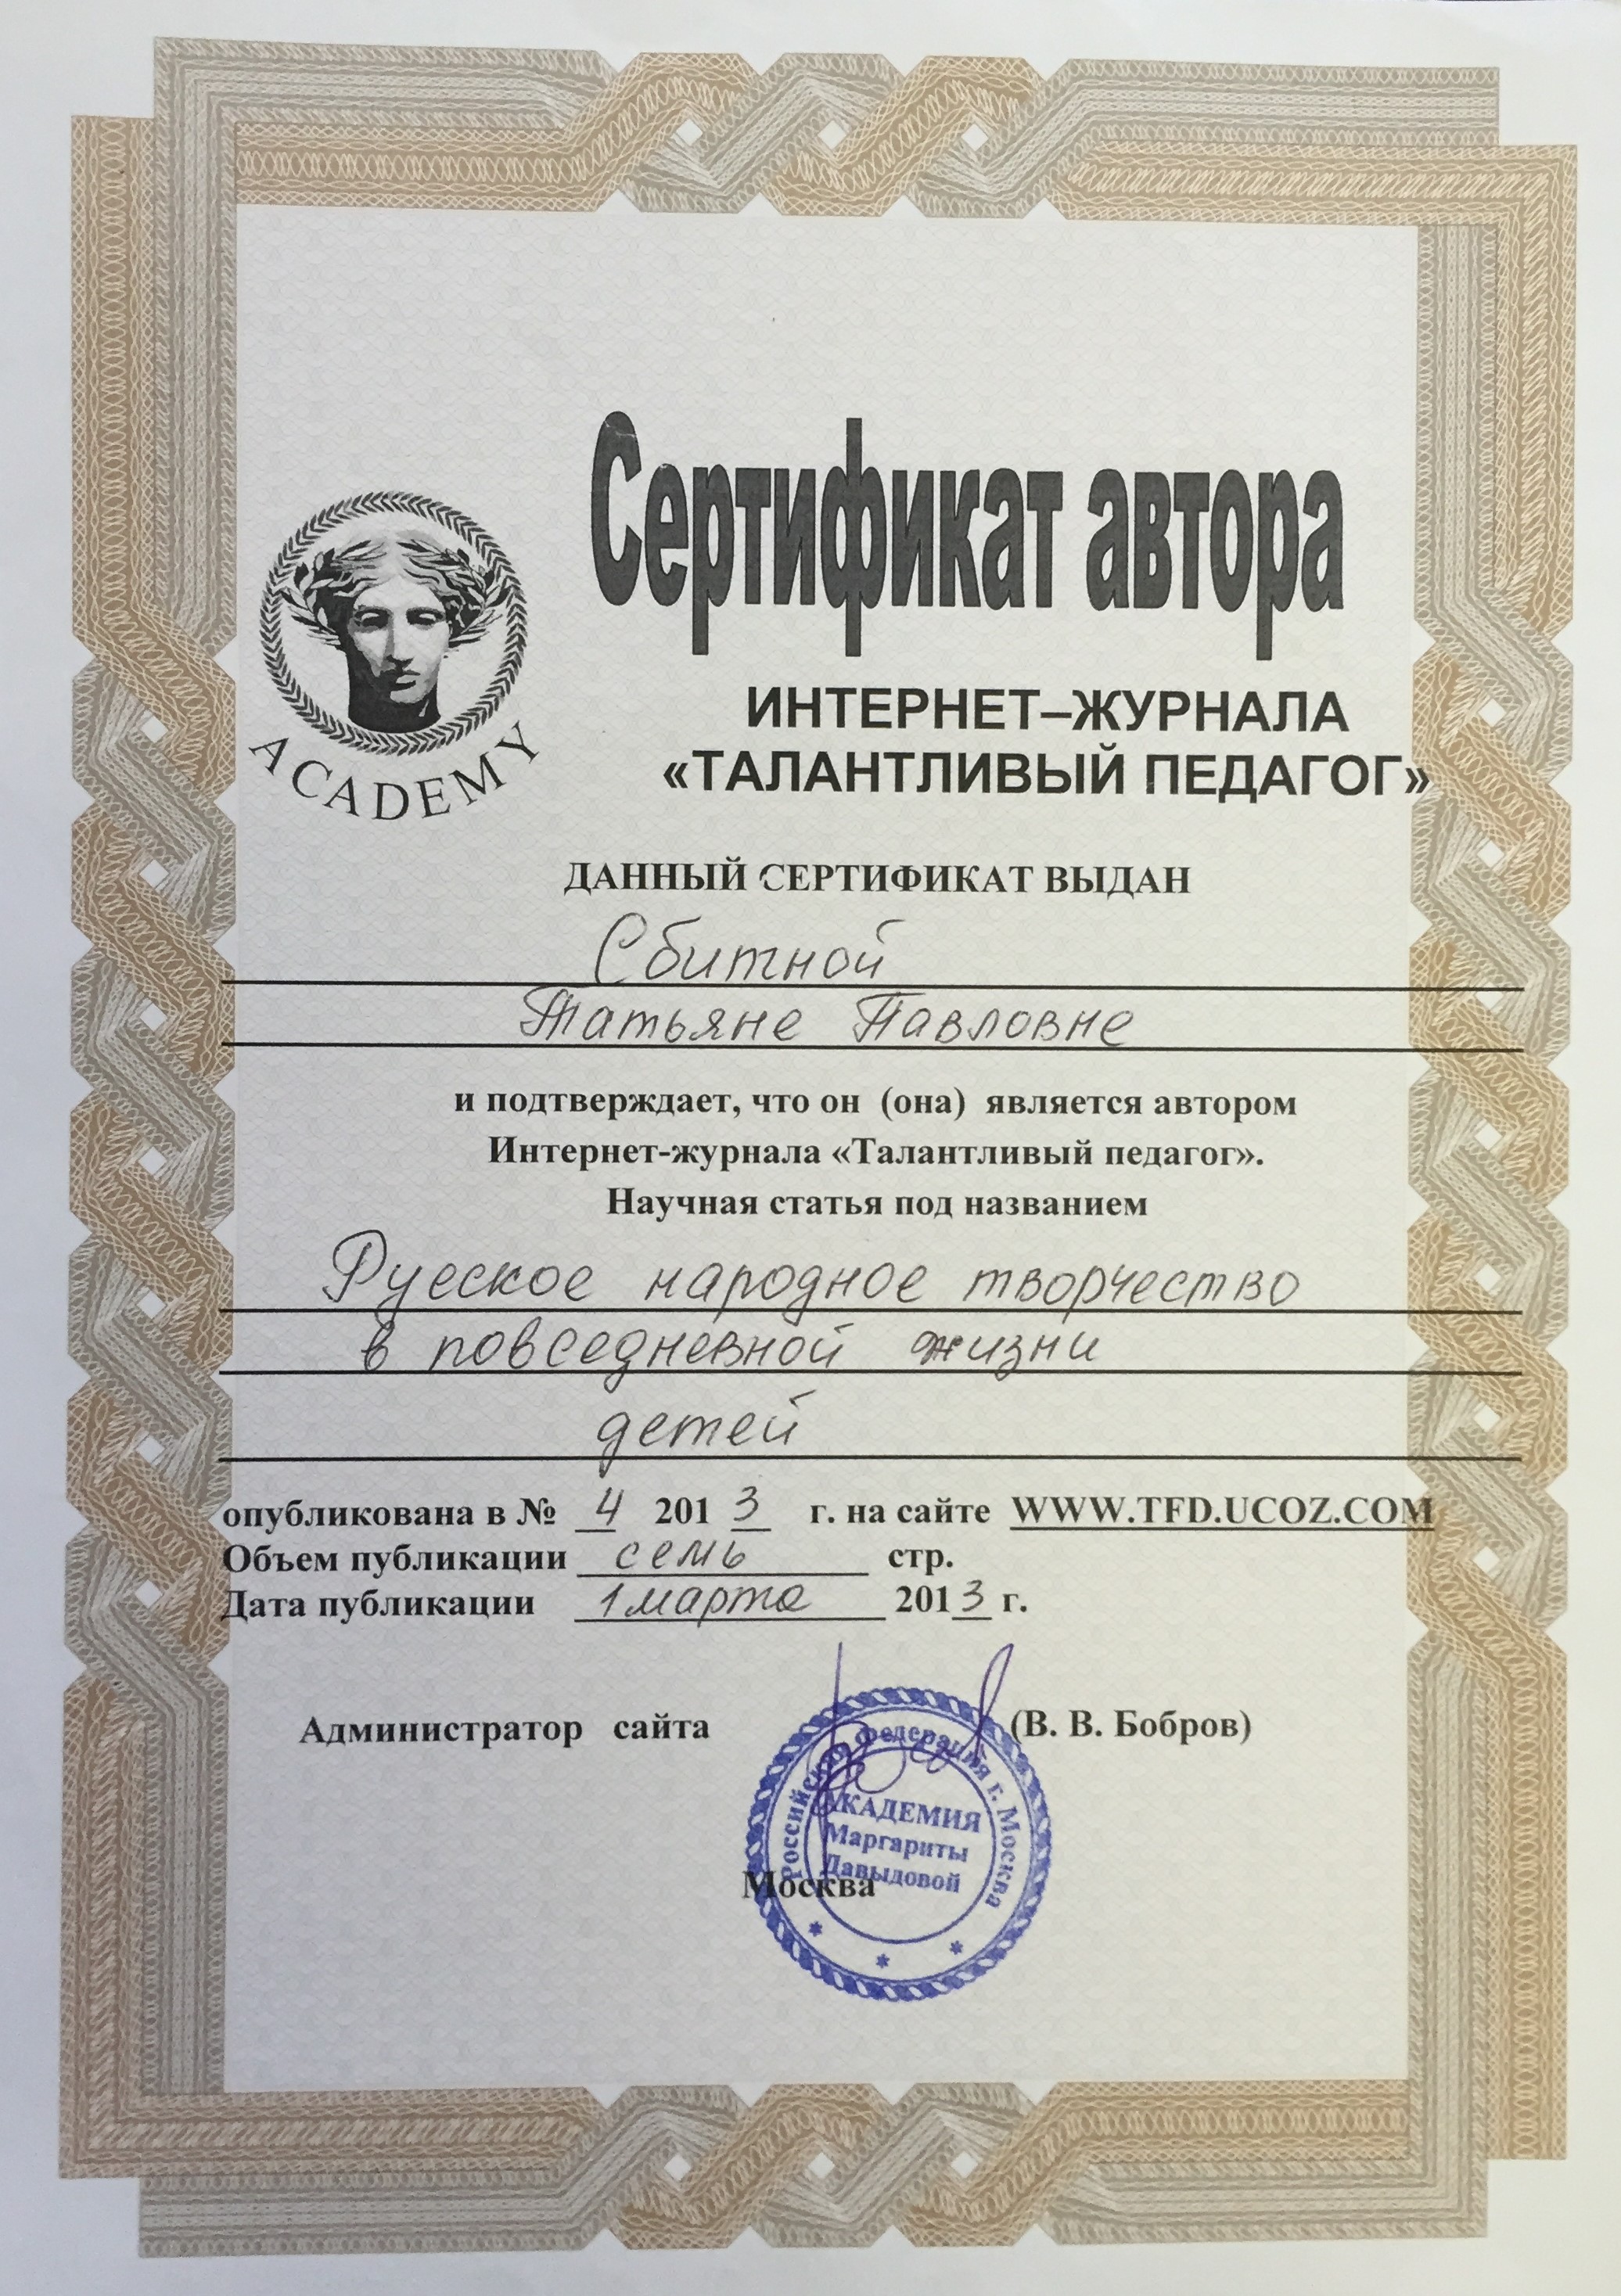 Сертификат автора
ACADEMY
ИНТЕРНЕТ–ЖУРНАЛА
«ТАЛАНТЛИВЫЙ ПЕДАГОГ»
ДАННЫЙ СЕРТИФИКАТ ВЫДАН
Сбитной
Татьяне Павловне
и подтверждает, что он (она) является автором
Интернет-журнала «Талантливый педагог».
Научная статья под названием
Русское народное творчество
в повседневной жизни
детей
опубликована в № 4 2013 г. на сайте WWW.TFD.UCOZ.COM
Объем публикации семь стр.
Дата публикации 1 марта 2013 г.
Администратор сайта (В. В. Бобров)
Российская Федерация г. Москва
АКАДЕМИЯ
Маргариты
Давыдовой
Москва